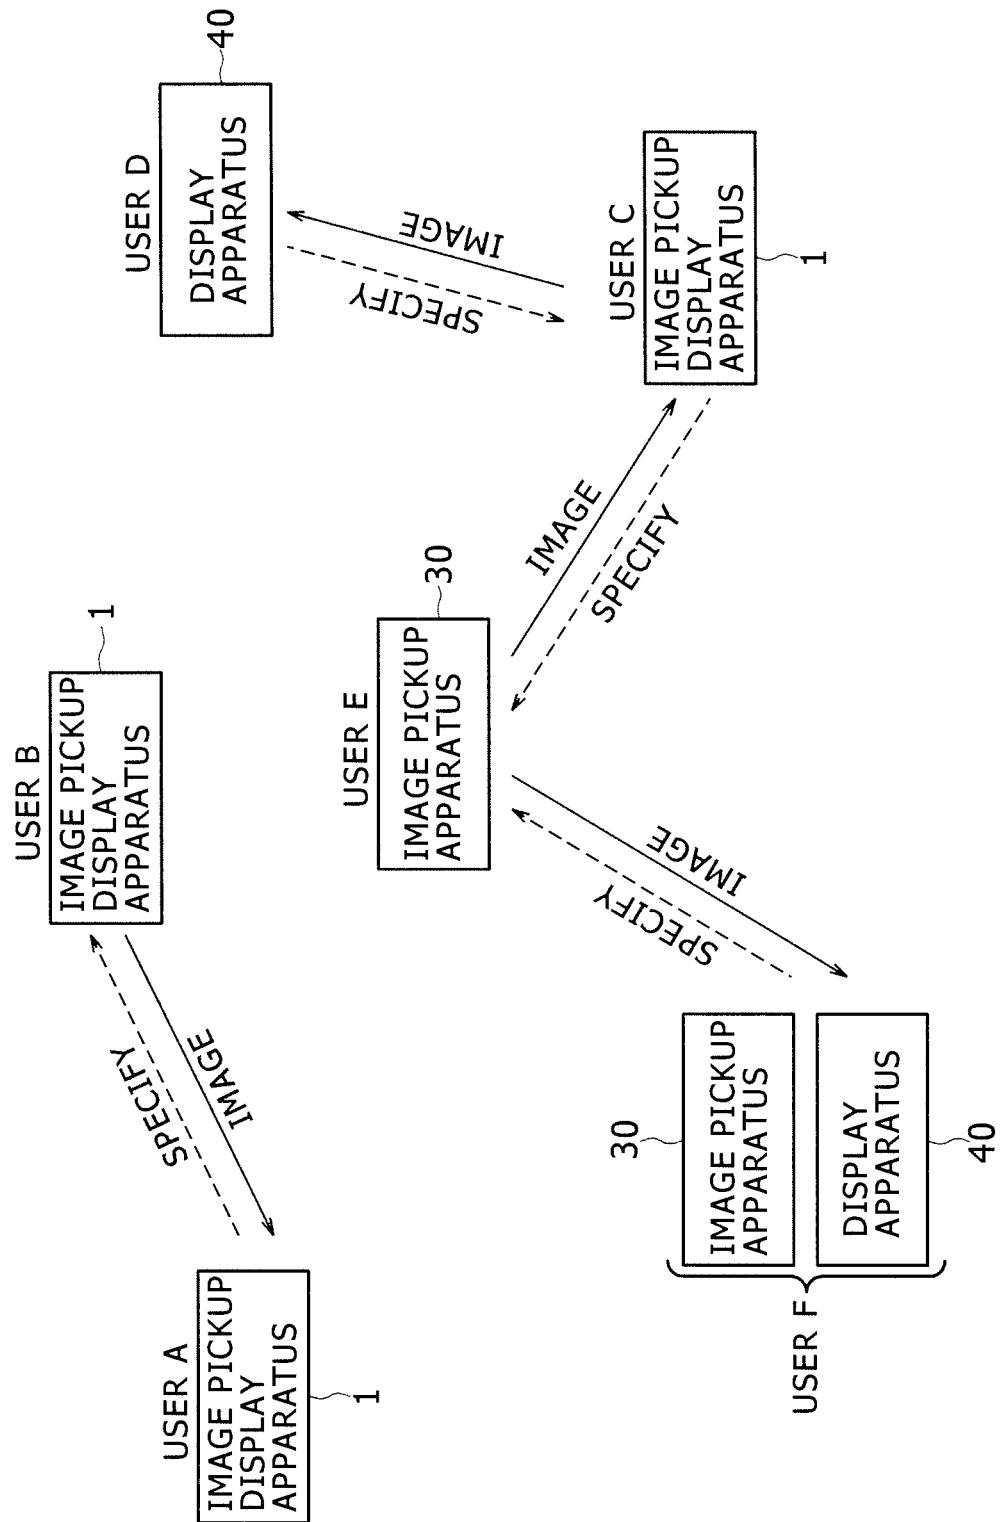 USER A
IMAGE PICKUP
DISPLAY
APPARATUS
1
SPECIFY
IMAGE
USER B
IMAGE PICKUP
DISPLAY
APPARATUS
1
USER F
30
IMAGE PICKUP
APPARATUS
DISPLAY
APPARATUS
40
SPECIFY
IMAGE
USER E
IMAGE PICKUP
APPARATUS
30
IMAGE
SPECIFY
USER C
IMAGE PICKUP
DISPLAY
APPARATUS
1
SPECIFY
IMAGE
USER D
DISPLAY
APPARATUS
40